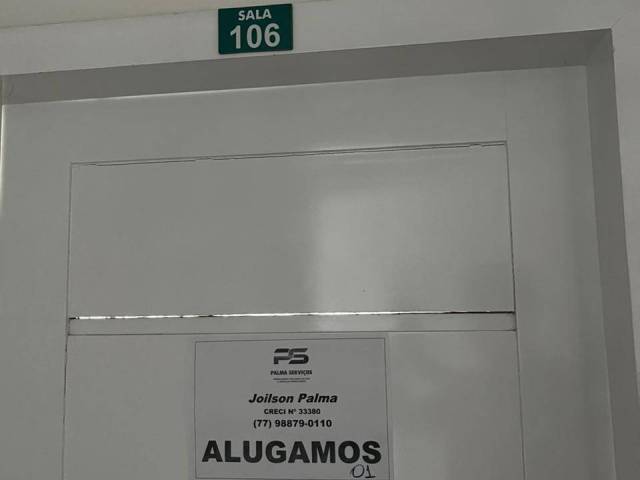 SALA
106
PS
PALMA SERVIÇOS
Joilson Palma
CRECI Nº 33380
(77) 98879-0110
ALUGAMOS
01